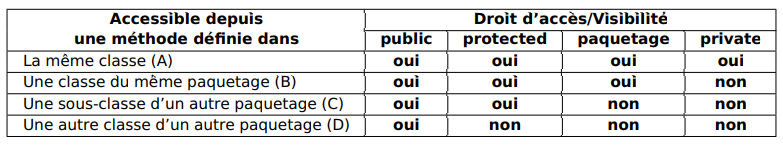 Accessible depuis Droit d’accès/Visibilité
une méthode définie dans public protected paquetage private
La même classe (A) oui oui oui oui
Une classe du même paquetage (B) oui oui oui non
Une sous-classe d’un autre paquetage (C) oui oui non non
Une autre classe d’un autre paquetage (D) oui non non non